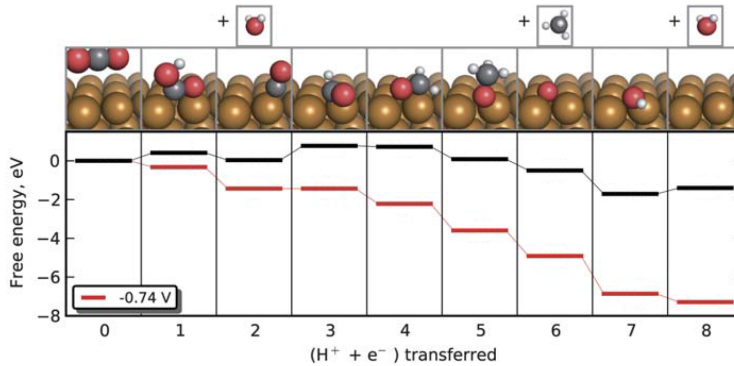 + + +
Free energy, eV
0
−2
−4
−6
−8
-0.74 V
0 1 2 3 4 5 6 7 8
(H⁺ + e⁻ ) transferred